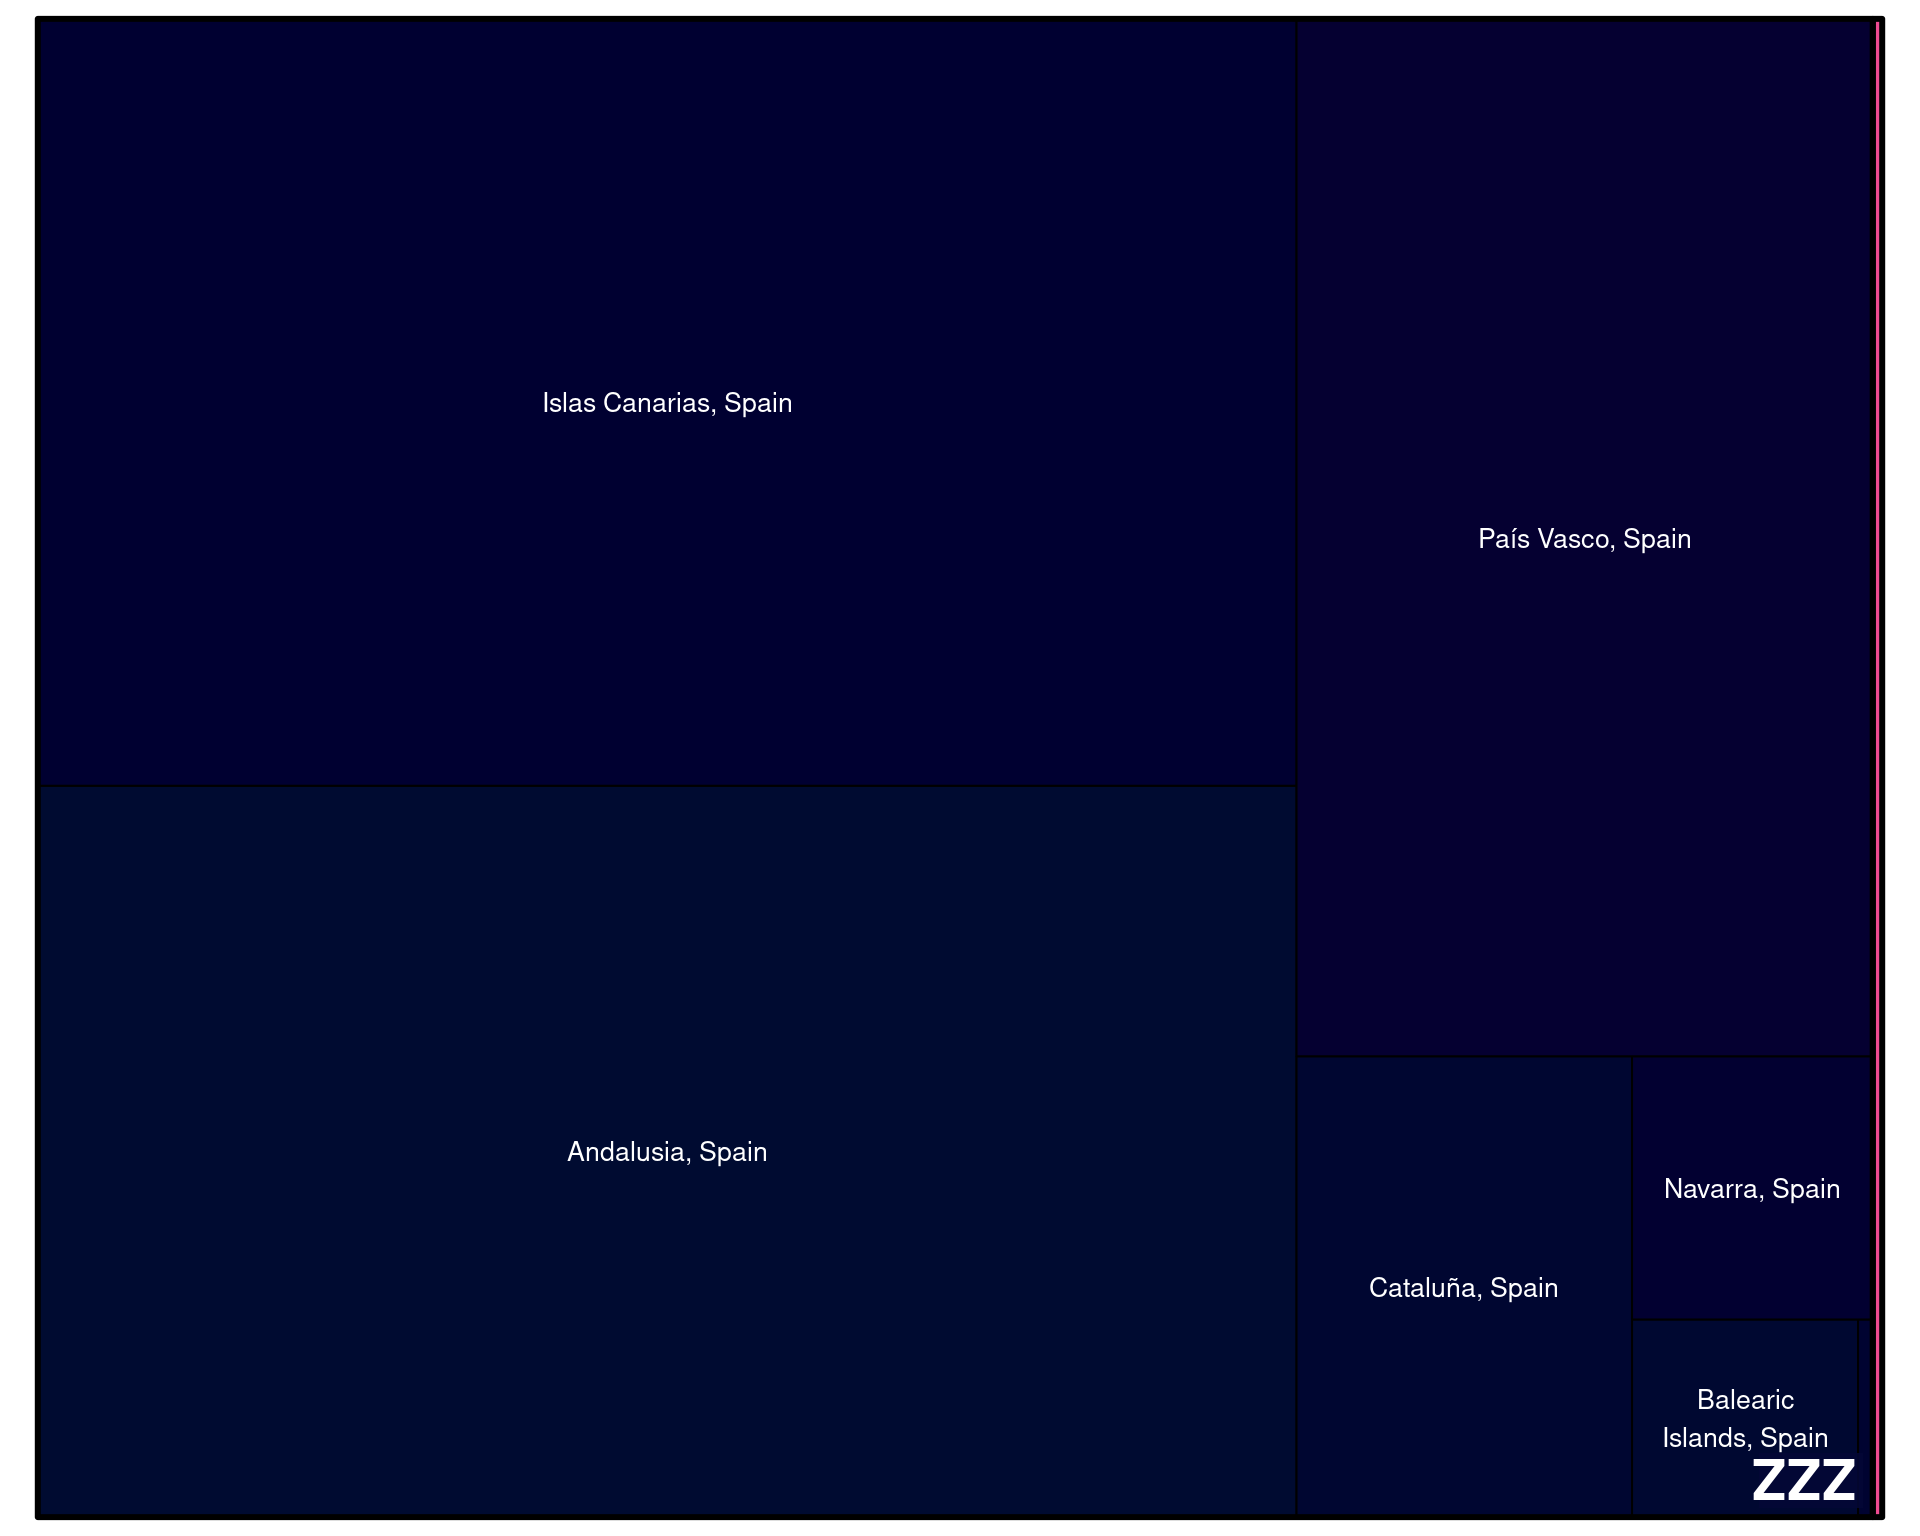 Islas Canarias, Spain
País Vasco, Spain
Andalusia, Spain
Navarra, Spain
Cataluña, Spain
Balearic
Islands, Spain
ZZZ